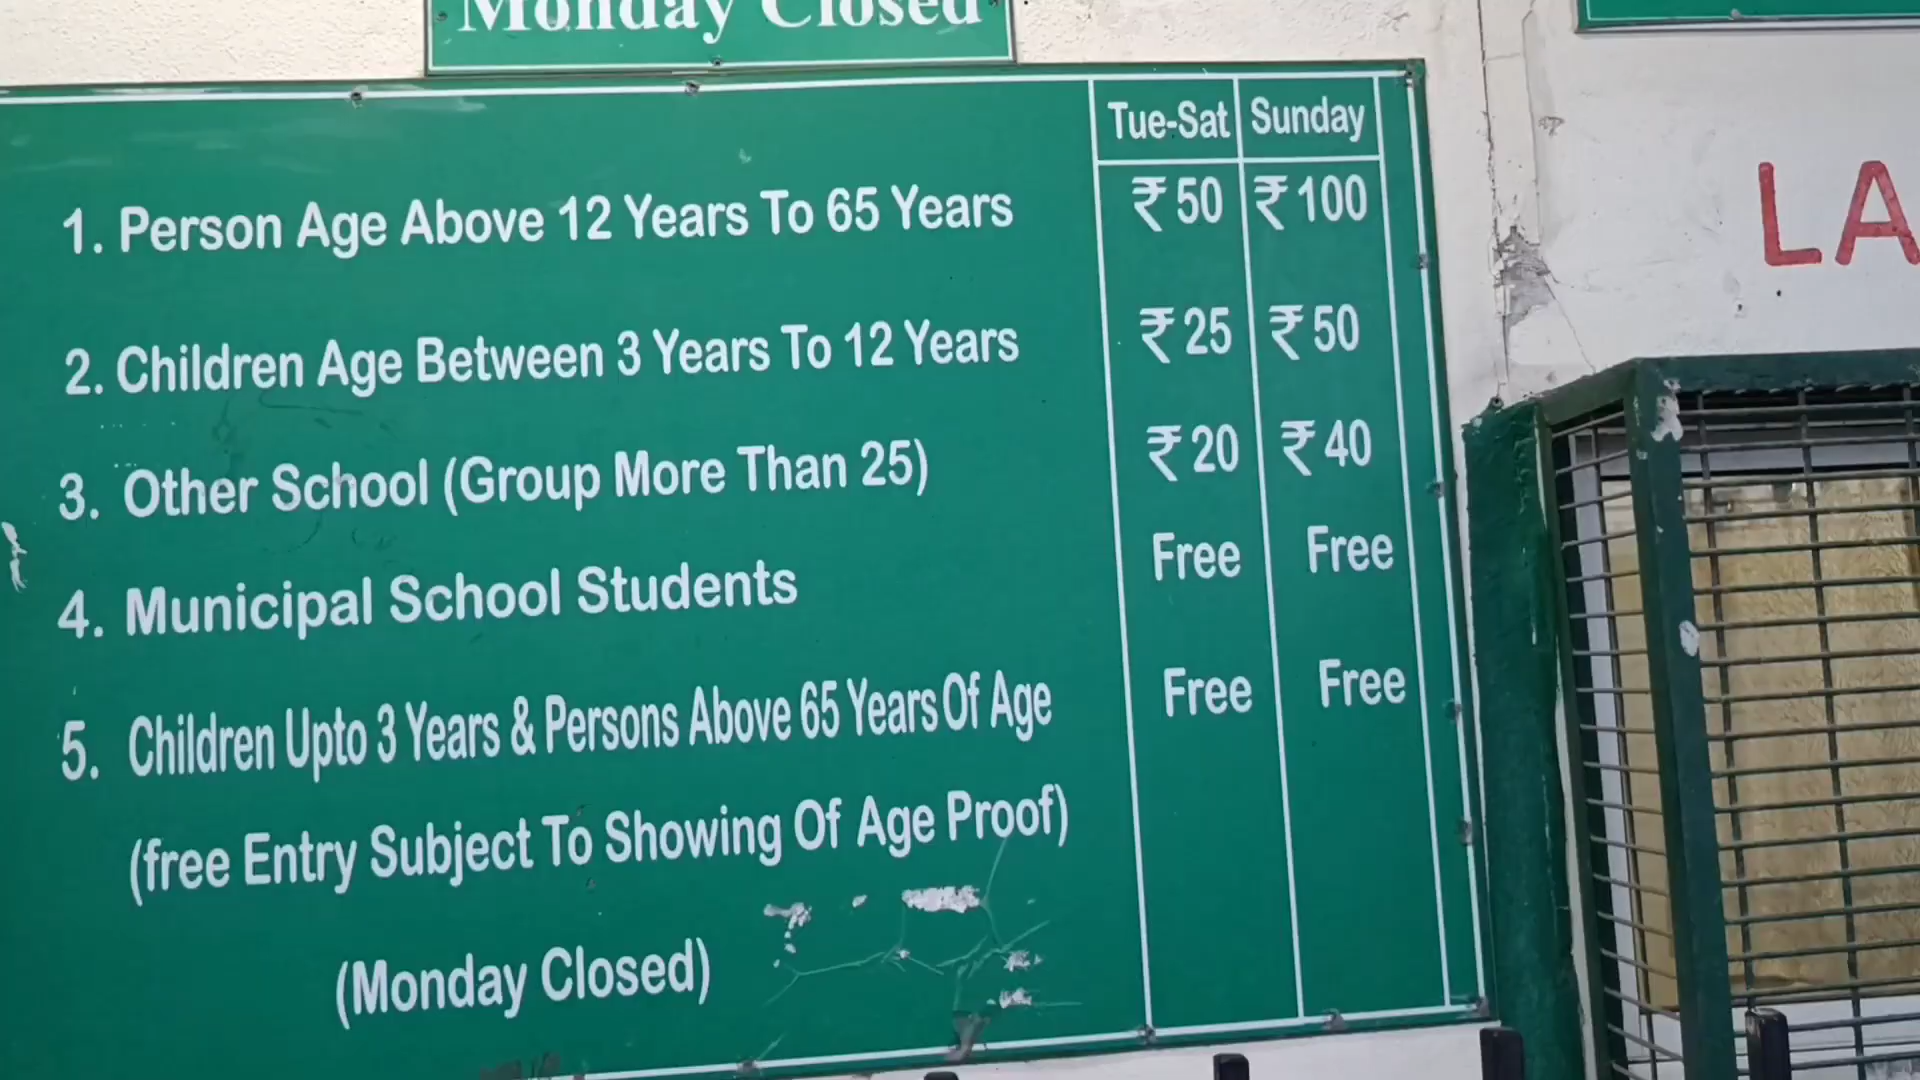 Monday Closed
Tue-Sat Sunday
1. Person Age Above 12 Years To 65 Years ₹50 ₹100
2. Children Age Between 3 Years To 12 Years ₹25 ₹50
3. Other School (Group More Than 25) ₹20 ₹40
4. Municipal School Students Free Free
5. Children Upto 3 Years & Persons Above 65 Years Of Age Free Free
(free Entry Subject To Showing Of Age Proof)
(Monday Closed)
LA